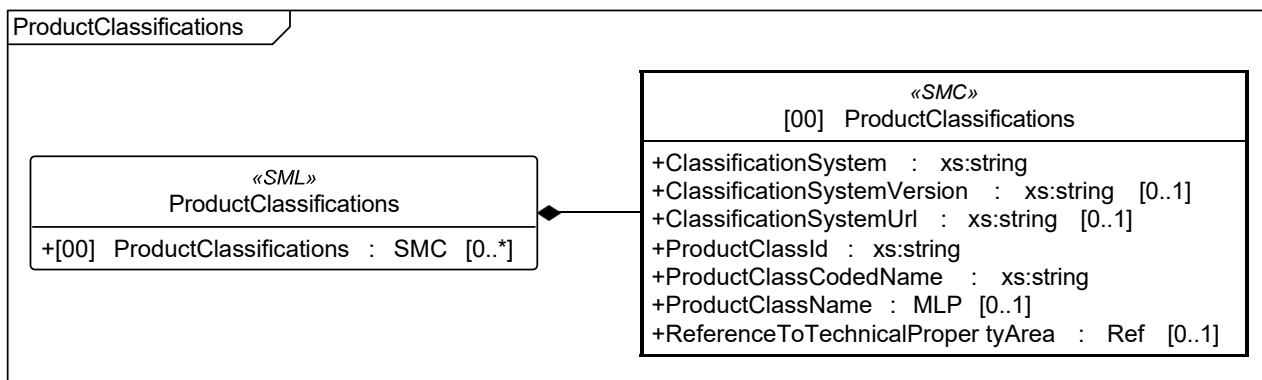 ProductClassifications
«SML»
ProductClassifications
+[00] ProductClassifications : SMC [0..*]
«SMC»
[00] ProductClassifications
+ClassificationSystem : xs:string
+ClassificationSystemVersion : xs:string [0..1]
+ClassificationSystemUrl : xs:string [0..1]
+ProductClassId : xs:string
+ProductClassCodedName : xs:string
+ProductClassName : MLP [0..1]
+ReferenceToTechnicalProper tyArea : Ref [0..1]